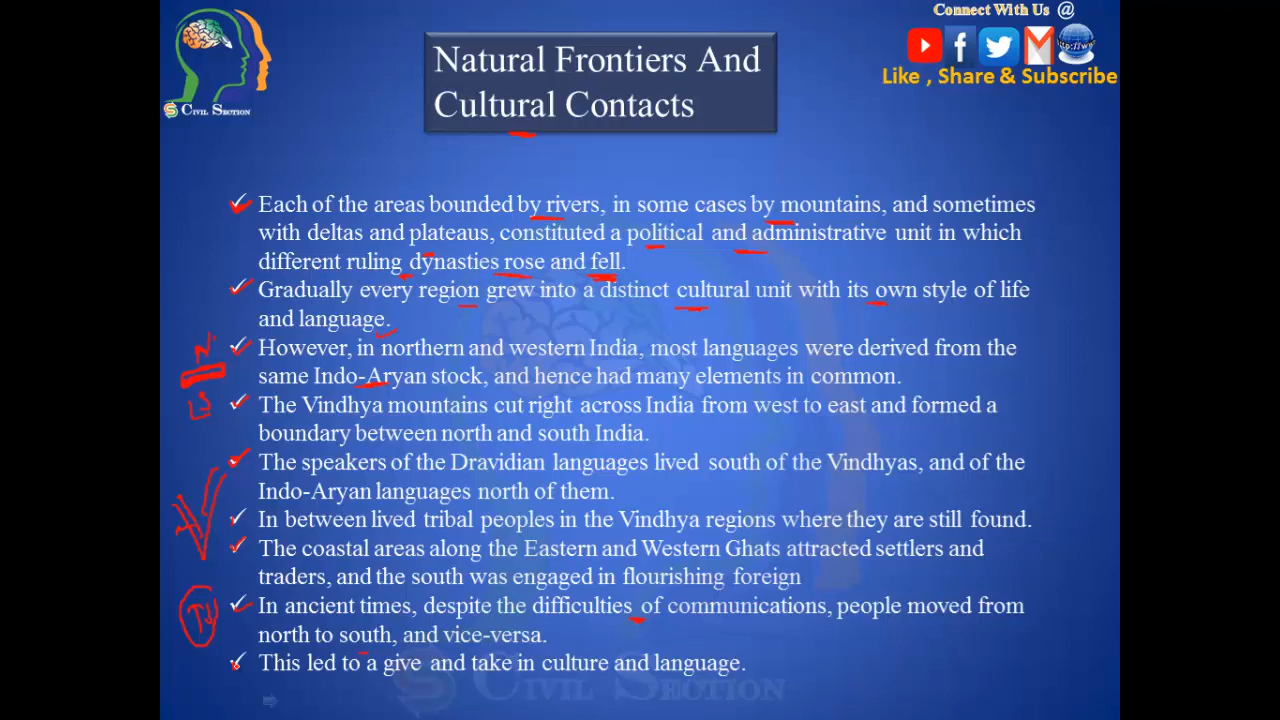 Connect With Us @
http://we
Like , Share & Subscribe
CIVIL SECTION
Natural Frontiers And
Cultural Contacts
Each of the areas bounded by rivers, in some cases by mountains, and sometimes
with deltas and plateaus, constituted a political and administrative unit in which
different ruling dynasties rose and fell.
Gradually every region grew into a distinct cultural unit with its own style of life
and language.
However, in northern and western India, most languages were derived from the
same Indo-Aryan stock, and hence had many elements in common.
The Vindhya mountains cut right across India from west to east and formed a
boundary between north and south India.
The speakers of the Dravidian languages lived south of the Vindhyas, and of the
Indo-Aryan languages north of them.
In between lived tribal peoples in the Vindhya regions where they are still found.
The coastal areas along the Eastern and Western Ghats attracted settlers and
traders, and the south was engaged in flourishing foreign
In ancient times, despite the difficulties of communications, people moved from
north to south, and vice-versa.
This led to a give and take in culture and language.
CIVIL SECTION